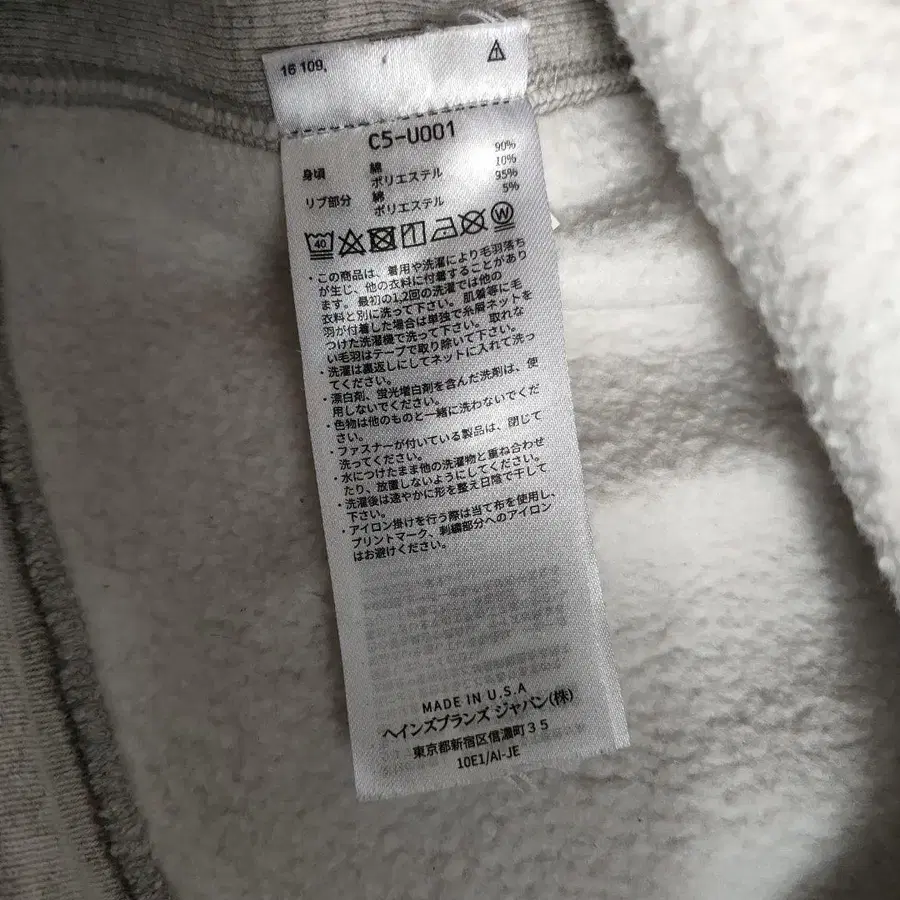 16 109,
C5-U001
身頃 綿 90%
ポリエステル 10%
リブ部分 綿 95%
ポリエステル 5%
40 W
・この商品は、着用や洗濯により毛羽落ち
が生じ、他の衣料に付着することがあり
ます。最初の1,2回の洗濯では他の
衣料と別に洗って下さい。肌着等に毛
羽が付着した場合は単独で糸屑ネットを
つけた洗濯機で洗って下さい。取れな
い毛羽はテープで取り除いて下さい。
・洗濯は裏返しにしてネットに入れて洗っ
てください。
・漂白剤、蛍光増白剤を含んだ洗剤は、使
用しないでください。
・色物は他のものと一緒に洗わないでくだ
さい。
・ファスナーが付いている製品は、閉じて
洗ってください。
・水につけたまま他の洗濯物と重ね合わせ
たり、放置しないようにしてください。
・洗濯後は速やかに形を整え日陰で干して
下さい。
・アイロン掛けを行う際は当て布を使用し、
プリントマーク、刺繍部分へのアイロン
はお避けください。
MADE IN U.S.A
ヘインズブランズ ジャパン(株)
東京都新宿区信濃町35
10E1/AI-JE